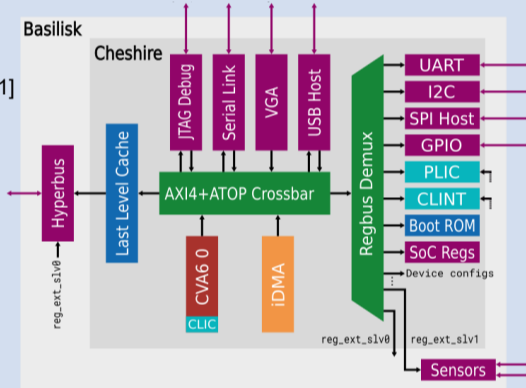 Basilisk
Cheshire
1]
JTAG Debug
Serial Link
VGA
USB Host
Hyperbus
Last Level Cache
AXI4+ATOP Crossbar
Regbus Demux
UART
I2C
SPI Host
GPIO
PLIC
CLINT
Boot ROM
SoC Regs
Device configs
CVA6 0
CLIC
iDMA
reg_ext_slv0
reg_ext_slv0
reg_ext_slv1
Sensors